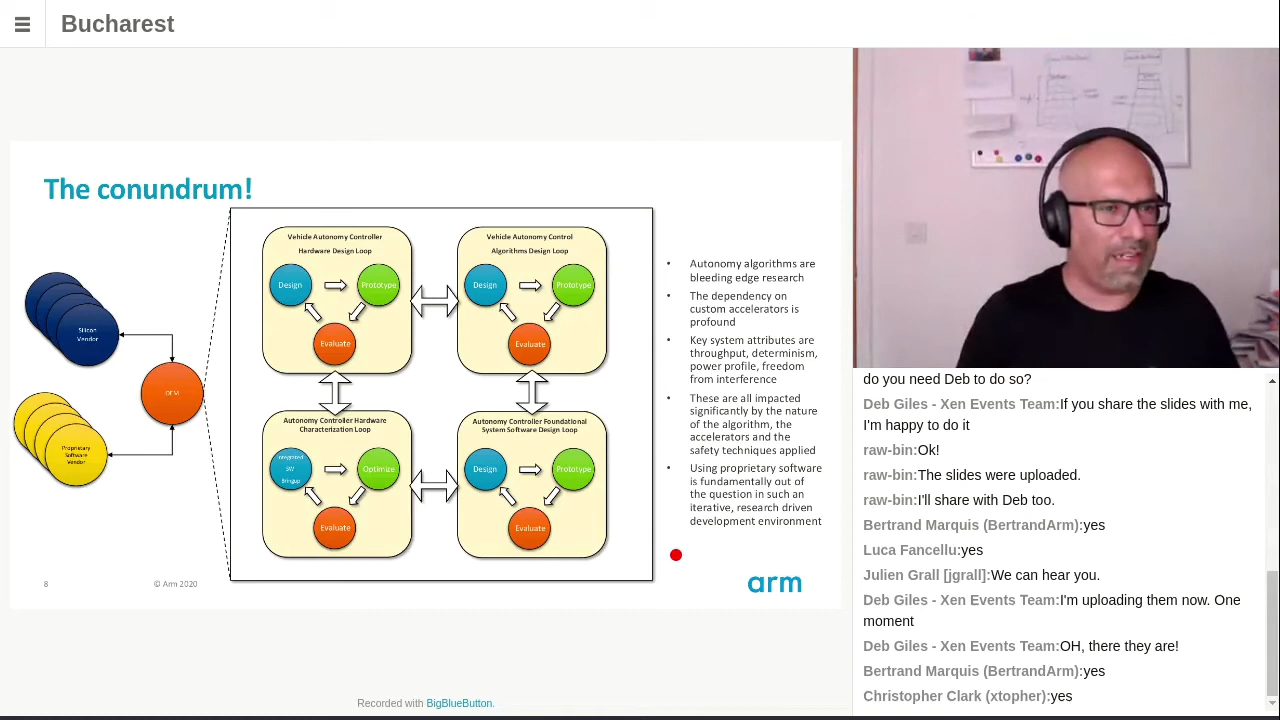 Bucharest
The conundrum!
Vehicle Autonomy Controller
Hardware Design Loop
Design
Prototype
Evaluate
Vehicle Autonomy Control
Algorithms Design Loop
Design
Prototype
Evaluate
Silicon
Vendor
OEM
Proprietary
Software
Vendor
Autonomy Controller Hardware
Characterization Loop
Integrated
SW
Bringup
Optimize
Evaluate
Autonomy Controller Foundational
System Software Design Loop
Design
Prototype
Evaluate
• Autonomy algorithms are
bleeding edge research
• The dependency on
custom accelerators is
profound
• Key system attributes are
throughput, determinism,
power profile, freedom
from interference
• These are all impacted
significantly by the nature
of the algorithm, the
accelerators and the
safety techniques applied
• Using proprietary software
is fundamentally out of
the question in such an
iterative, research driven
development environment
8
© Arm 2020
arm
Recorded with BigBlueButton.
do you need Deb to do so?
Deb Giles - Xen Events Team:If you share the slides with me,
I'm happy to do it
raw-bin:Ok!
raw-bin:The slides were uploaded.
raw-bin:I'll share with Deb too.
Bertrand Marquis (BertrandArm):yes
Luca Fancellu:yes
Julien Grall [jgrall]:We can hear you.
Deb Giles - Xen Events Team:I'm uploading them now. One
moment
Deb Giles - Xen Events Team:OH, there they are!
Bertrand Marquis (BertrandArm):yes
Christopher Clark (xtopher):yes